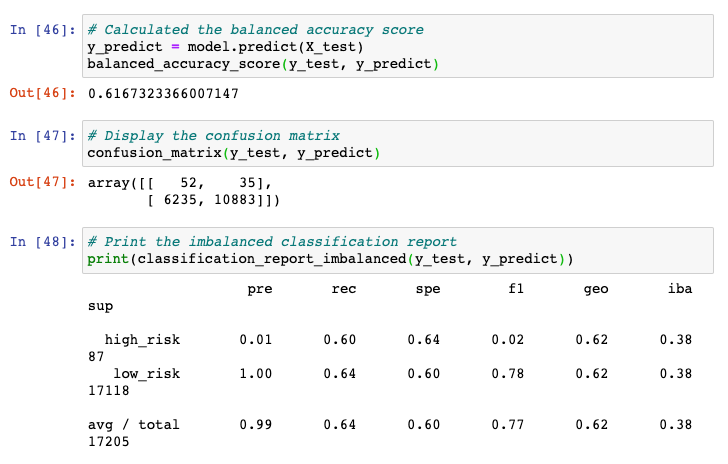 In [46]: # Calculated the balanced accuracy score
y_predict = model.predict(X_test)
balanced_accuracy_score(y_test, y_predict)
Out[46]: 0.6167323366007147
In [47]: # Display the confusion matrix
confusion_matrix(y_test, y_predict)
Out[47]: array([[   52,    35],
       [ 6235, 10883]])
In [48]: # Print the imbalanced classification report
print(classification_report_imbalanced(y_test, y_predict))
pre rec spe f1 geo iba
sup
high_risk 0.01 0.60 0.64 0.02 0.62 0.38
87
low_risk 1.00 0.64 0.60 0.78 0.62 0.38
17118
avg / total 0.99 0.64 0.60 0.77 0.62 0.38
17205